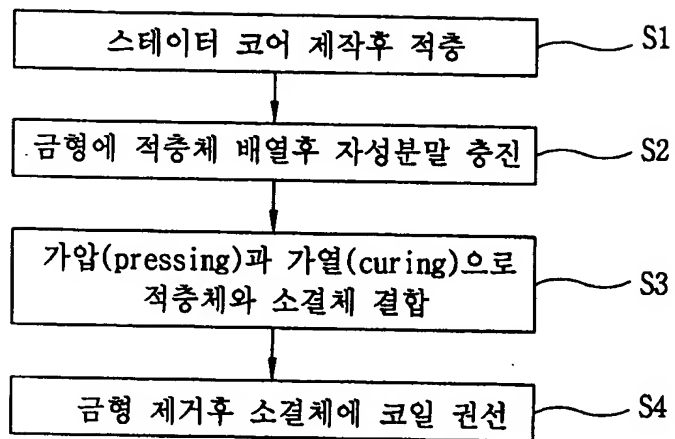 스테이터 코어 제작후 적층 S1
금형에 적층체 배열후 자성분말 충진 S2
가압(pressing)과 가열(curing)으로
적층체와 소결체 결합 S3
금형 제거후 소결체에 코일 권선 S4